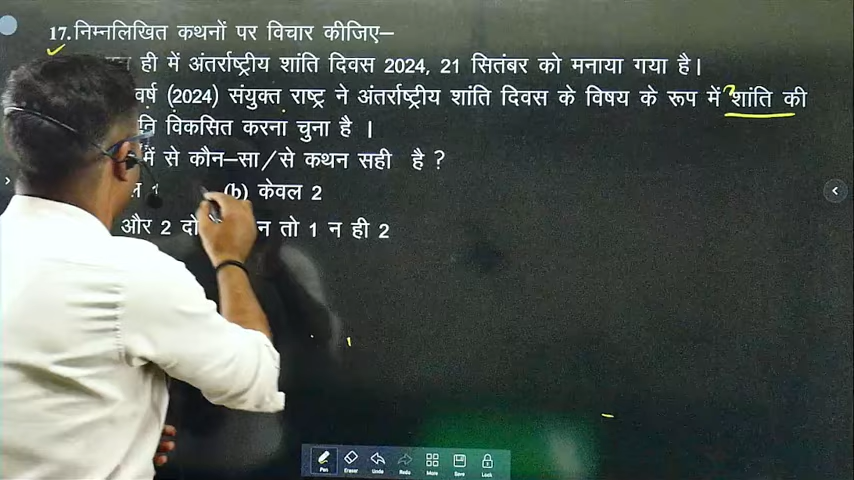 17.निम्नलिखित कथनों पर विचार कीजिए–
ही में अंतर्राष्ट्रीय शांति दिवस 2024, 21 सितंबर को मनाया गया है।
वर्ष (2024) संयुक्त राष्ट्र ने अंतर्राष्ट्रीय शांति दिवस के विषय के रूप में शांति की
विकसित करना चुना है ।
में से कौन–सा/से कथन सही है ?
1 (b) केवल 2
और 2 न तो 1 न ही 2
Pen Eraser Undo Redo More Save Lock